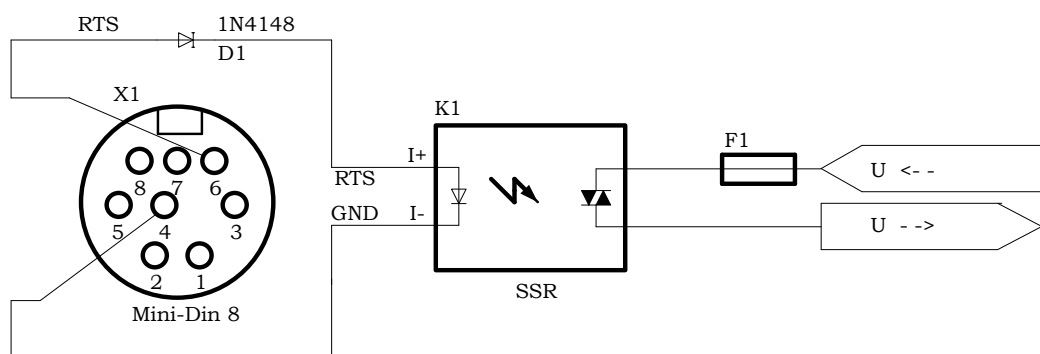 RTS
1N4148
D1
X1
K1
F1
8
7
6
5
4
3
2
1
Mini-Din 8
I+
RTS
GND
I-
SSR
U <--
U -->